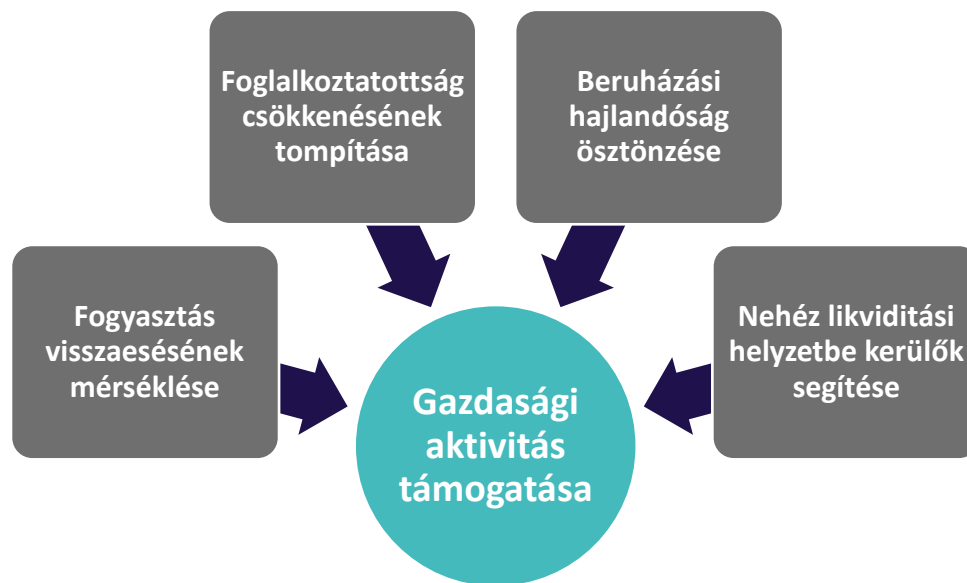 Foglalkoztatottság
csökkenésének
tompítása
Beruházási
hajlandóság
ösztönzése
Fogyasztás
visszaesésének
mérséklése
Nehéz likviditási
helyzetbe kerülők
segítése
Gazdasági
aktivitás
támogatása